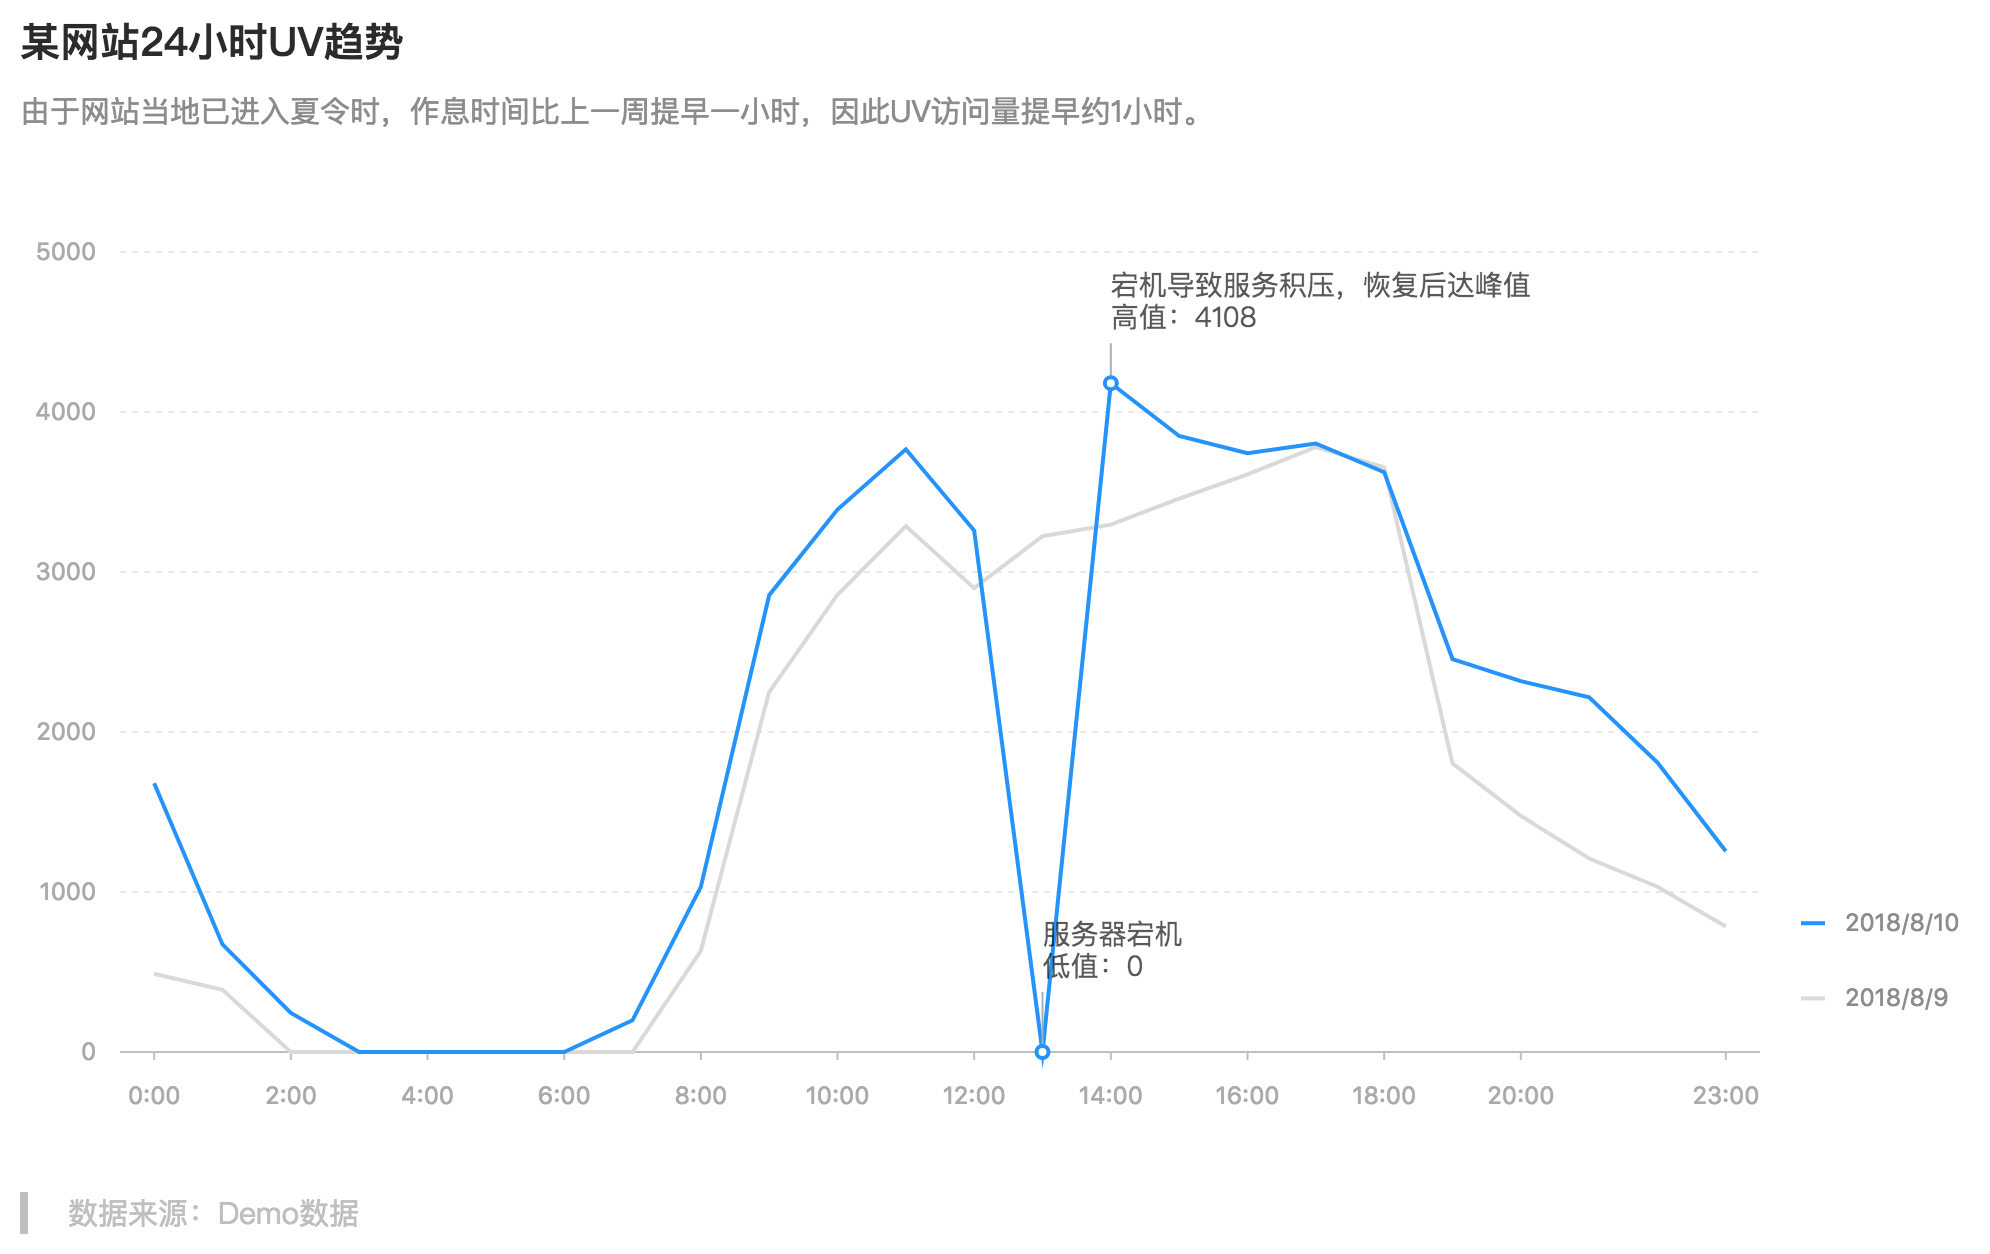 某网站24小时UV趋势
由于网站当地已进入夏令时，作息时间比上一周提早一小时，因此UV访问量提早约1小时。
5000
宕机导致服务积压，恢复后达峰值
高值：4108
4000
3000
2000
1000
服务器宕机
低值：0
2018/8/10
2018/8/9
0
0:00 2:00 4:00 6:00 8:00 10:00 12:00 14:00 16:00 18:00 20:00 23:00
数据来源：Demo数据